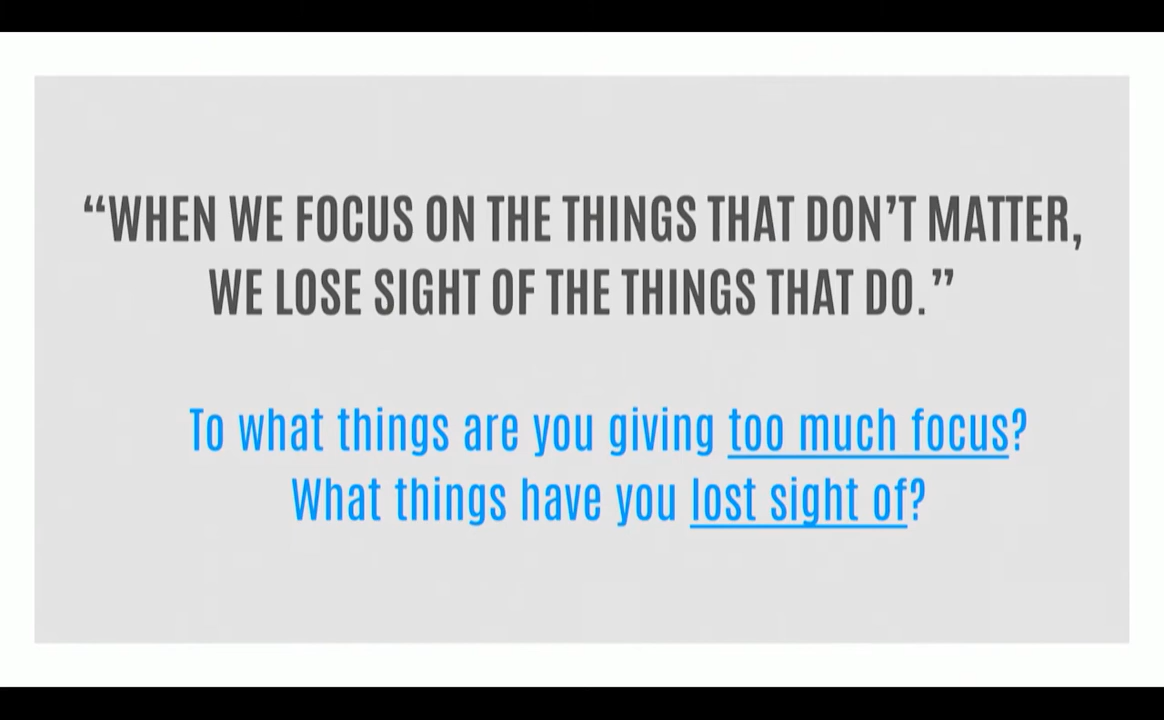 “WHEN WE FOCUS ON THE THINGS THAT DON’T MATTER,
WE LOSE SIGHT OF THE THINGS THAT DO.”
To what things are you giving too much focus?
What things have you lost sight of?